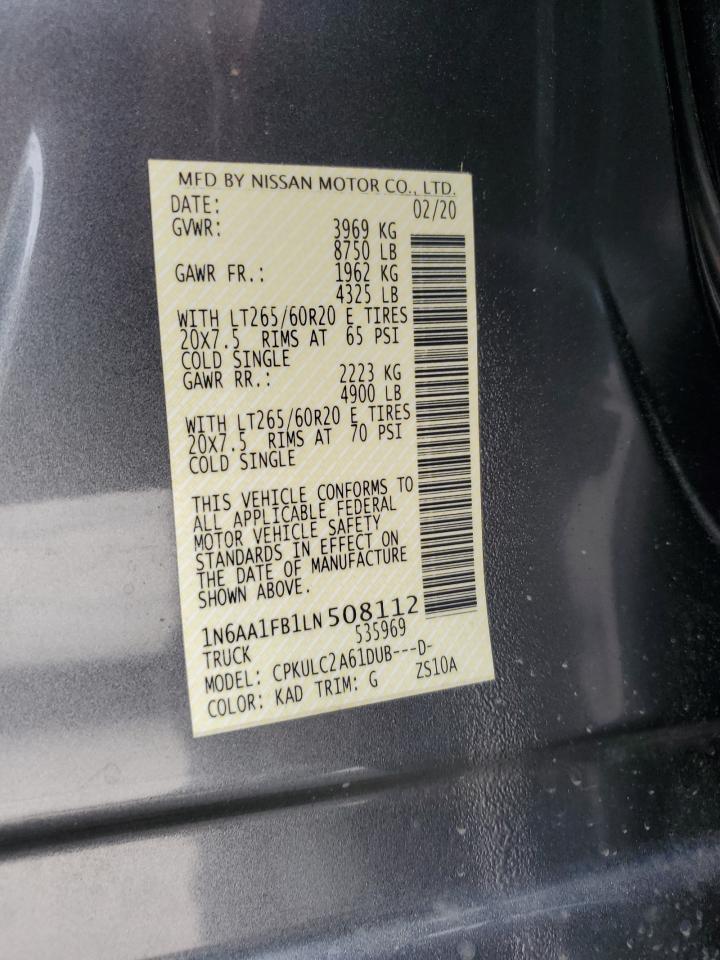 MFD BY NISSAN MOTOR CO., LTD.
DATE: 02/20
GVWR: 3969 KG
8750 LB
GAWR FR.: 1962 KG
4325 LB
WITH LT265/60R20 E TIRES
20X7.5 RIMS AT 65 PSI
COLD SINGLE
GAWR RR.: 2223 KG
4900 LB
WITH LT265/60R20 E TIRES
20X7.5 RIMS AT 70 PSI
COLD SINGLE
THIS VEHICLE CONFORMS TO
ALL APPLICABLE FEDERAL
MOTOR VEHICLE SAFETY
STANDARDS IN EFFECT ON
THE DATE OF MANUFACTURE
SHOWN ABOVE.
1N6AA1FB1LN508112
TRUCK 535969
MODEL: CPKULC2A61DUB---D-
COLOR: KAD TRIM: G ZS10A